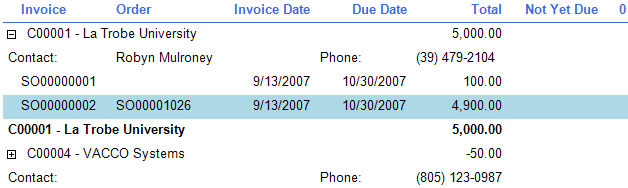 Invoice Order Invoice Date Due Date Total Not Yet Due 0
C00001 - La Trobe University 5,000.00
Contact: Robyn Mulroney Phone: (39) 479-2104
SO00000001 9/13/2007 10/30/2007 100.00
SO00000002 SO00001026 9/13/2007 10/30/2007 4,900.00
C00001 - La Trobe University 5,000.00
C00004 - VACCO Systems -50.00
Contact: Phone: (805) 123-0987